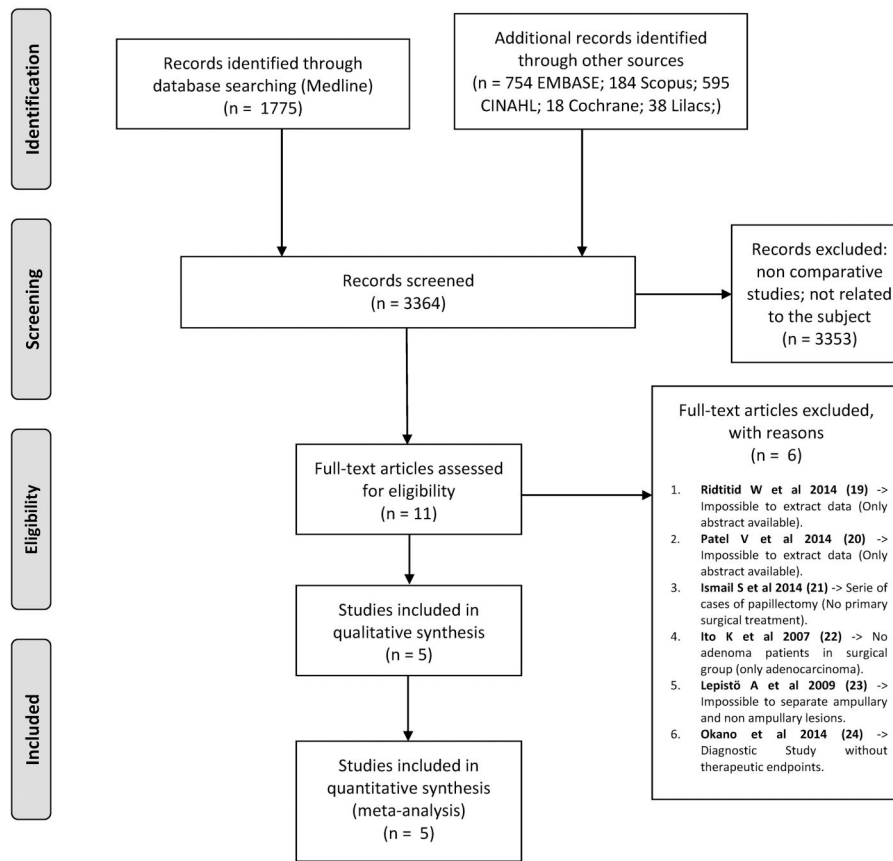 Identification
Records identified through
database searching (Medline)
(n = 1775)
Additional records identified
through other sources
(n = 754 EMBASE; 184 Scopus; 595
CINAHL; 18 Cochrane; 38 Lilacs;)
Screening
Records screened
(n = 3364)
Records excluded:
non comparative
studies; not related
to the subject
(n = 3353)
Eligibility
Full-text articles assessed
for eligibility
(n = 11)
Full-text articles excluded,
with reasons
(n = 6)
1. Ridtitid W et al 2014 (19) ->
Impossible to extract data (Only
abstract available).
2. Patel V et al 2014 (20) ->
Impossible to extract data (Only
abstract available).
3. Ismail S et al 2014 (21) -> Serie of
cases of papillectomy (No primary
surgical treatment).
4. Ito K et al 2007 (22) -> No
adenoma patients in surgical
group (only adenocarcinoma).
5. Lepistö A et al 2009 (23) ->
Impossible to separate ampullary
and non ampullary lesions.
6. Okano et al 2014 (24) ->
Diagnostic Study without
therapeutic endpoints.
Studies included in
qualitative synthesis
(n = 5)
Included
Studies included in
quantitative synthesis
(meta-analysis)
(n = 5)